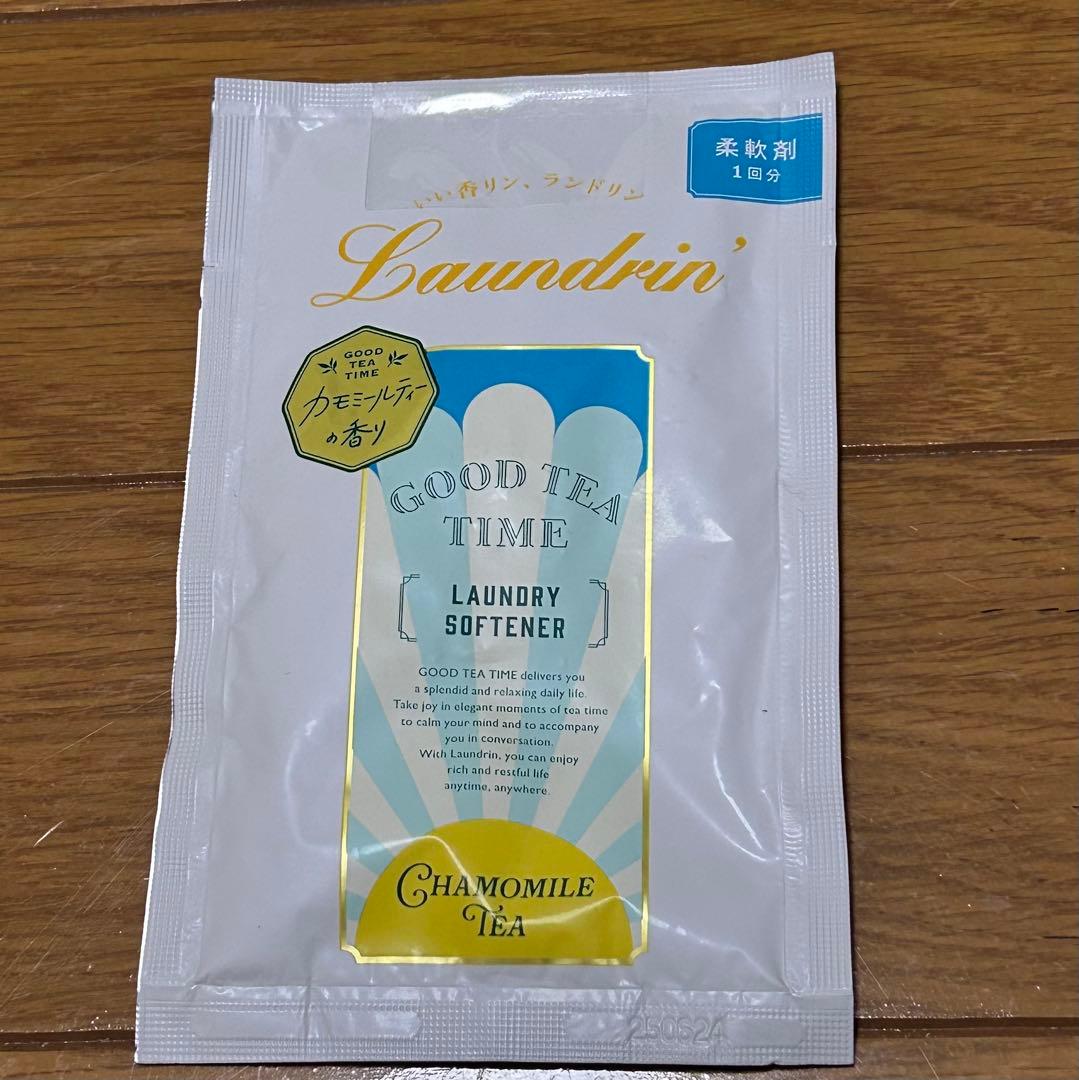 柔軟剤
1回分
いい香リン、ランドリン
Laundrin'
GOOD
TEA
TIME
カモミールティー
の香り
GOOD TEA
TIME
LAUNDRY
SOFTENER
GOOD TEA TIME delivers you
a splendid and relaxing daily life.
Take joy in elegant moments of tea time
to calm your mind and to accompany
you in conversation.
With Laundrin, you can enjoy
rich and restful life
anytime, anywhere.
CHAMOMILE
TEA